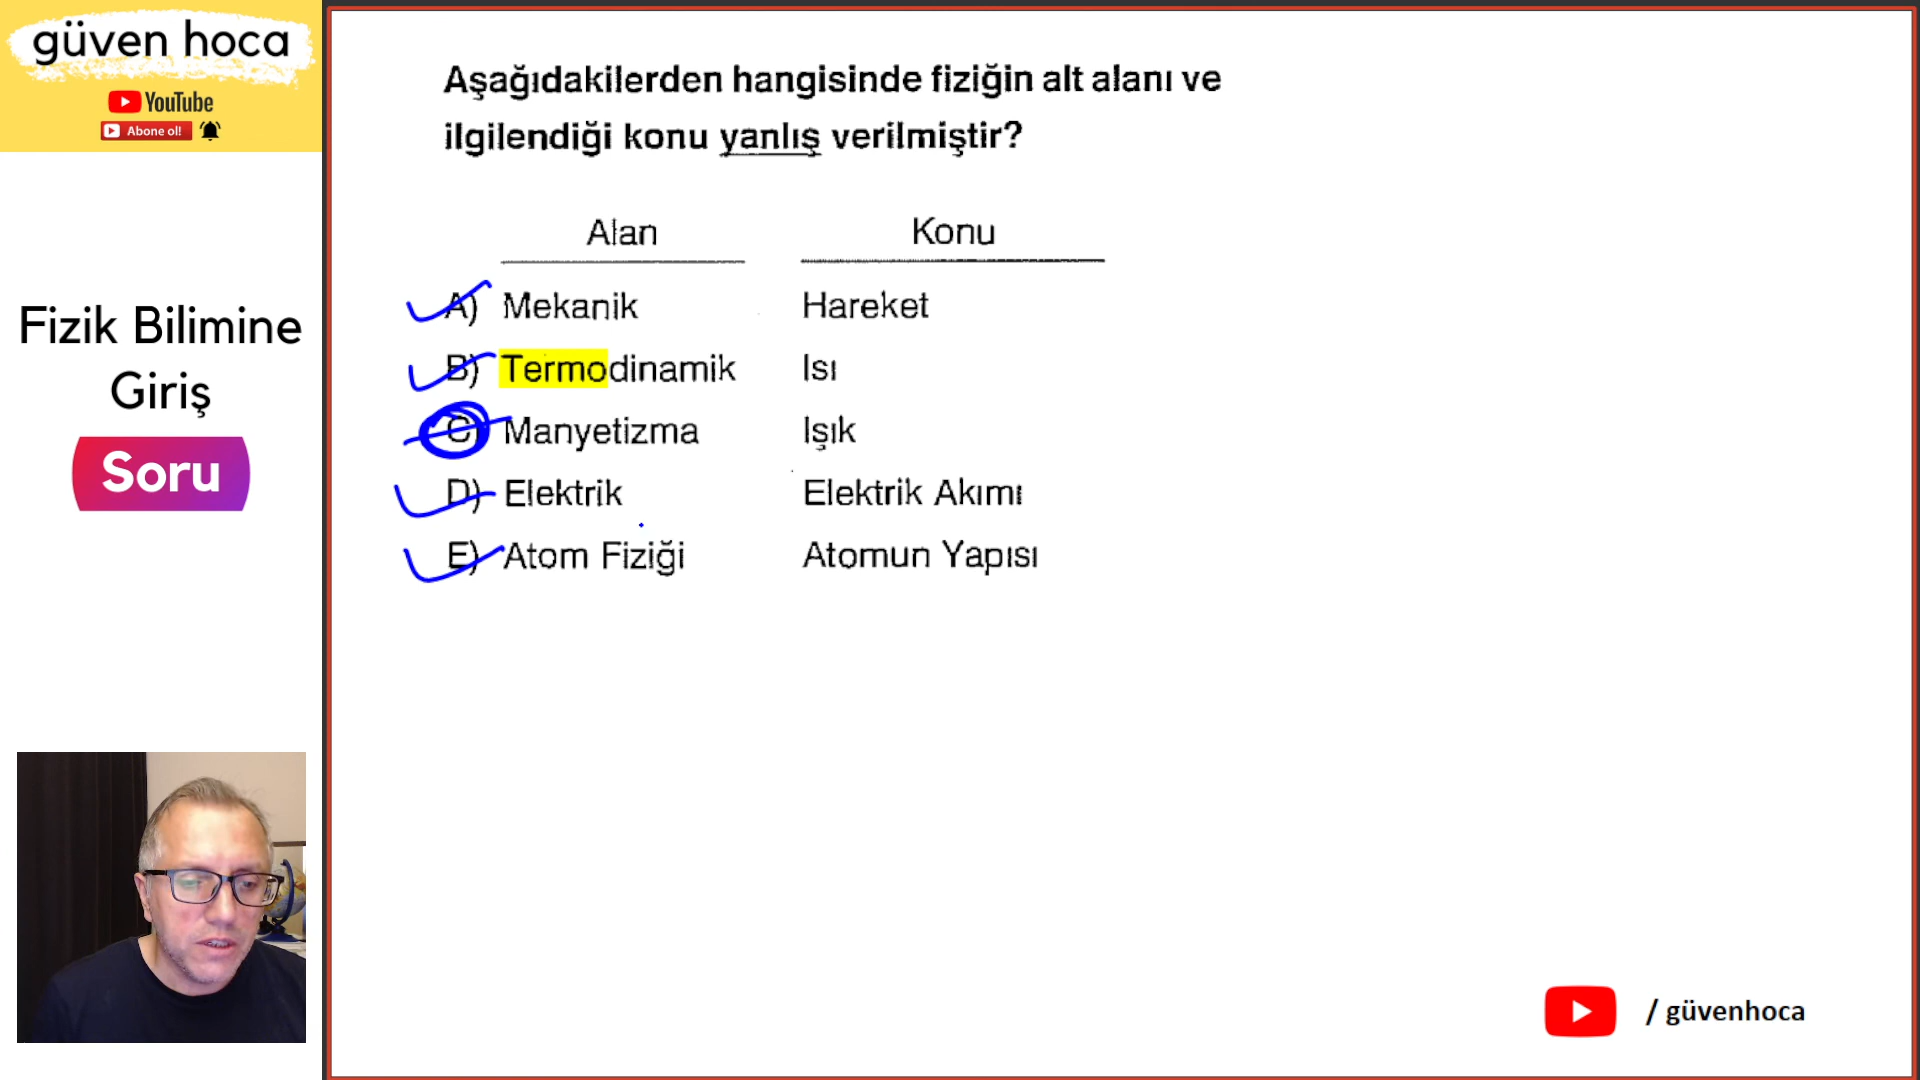 güven hoca
YouTube
Abone ol!
Fizik Bilimine
Giriş
Soru
Aşağıdakilerden hangisinde fiziğin alt alanı ve
ilgilendiği konu yanlış verilmiştir?
Alan Konu
A) Mekanik Hareket
B) Termodinamik Isı
C) Manyetizma Işık
D) Elektrik Elektrik Akımı
E) Atom Fiziği Atomun Yapısı
/ güvenhoca